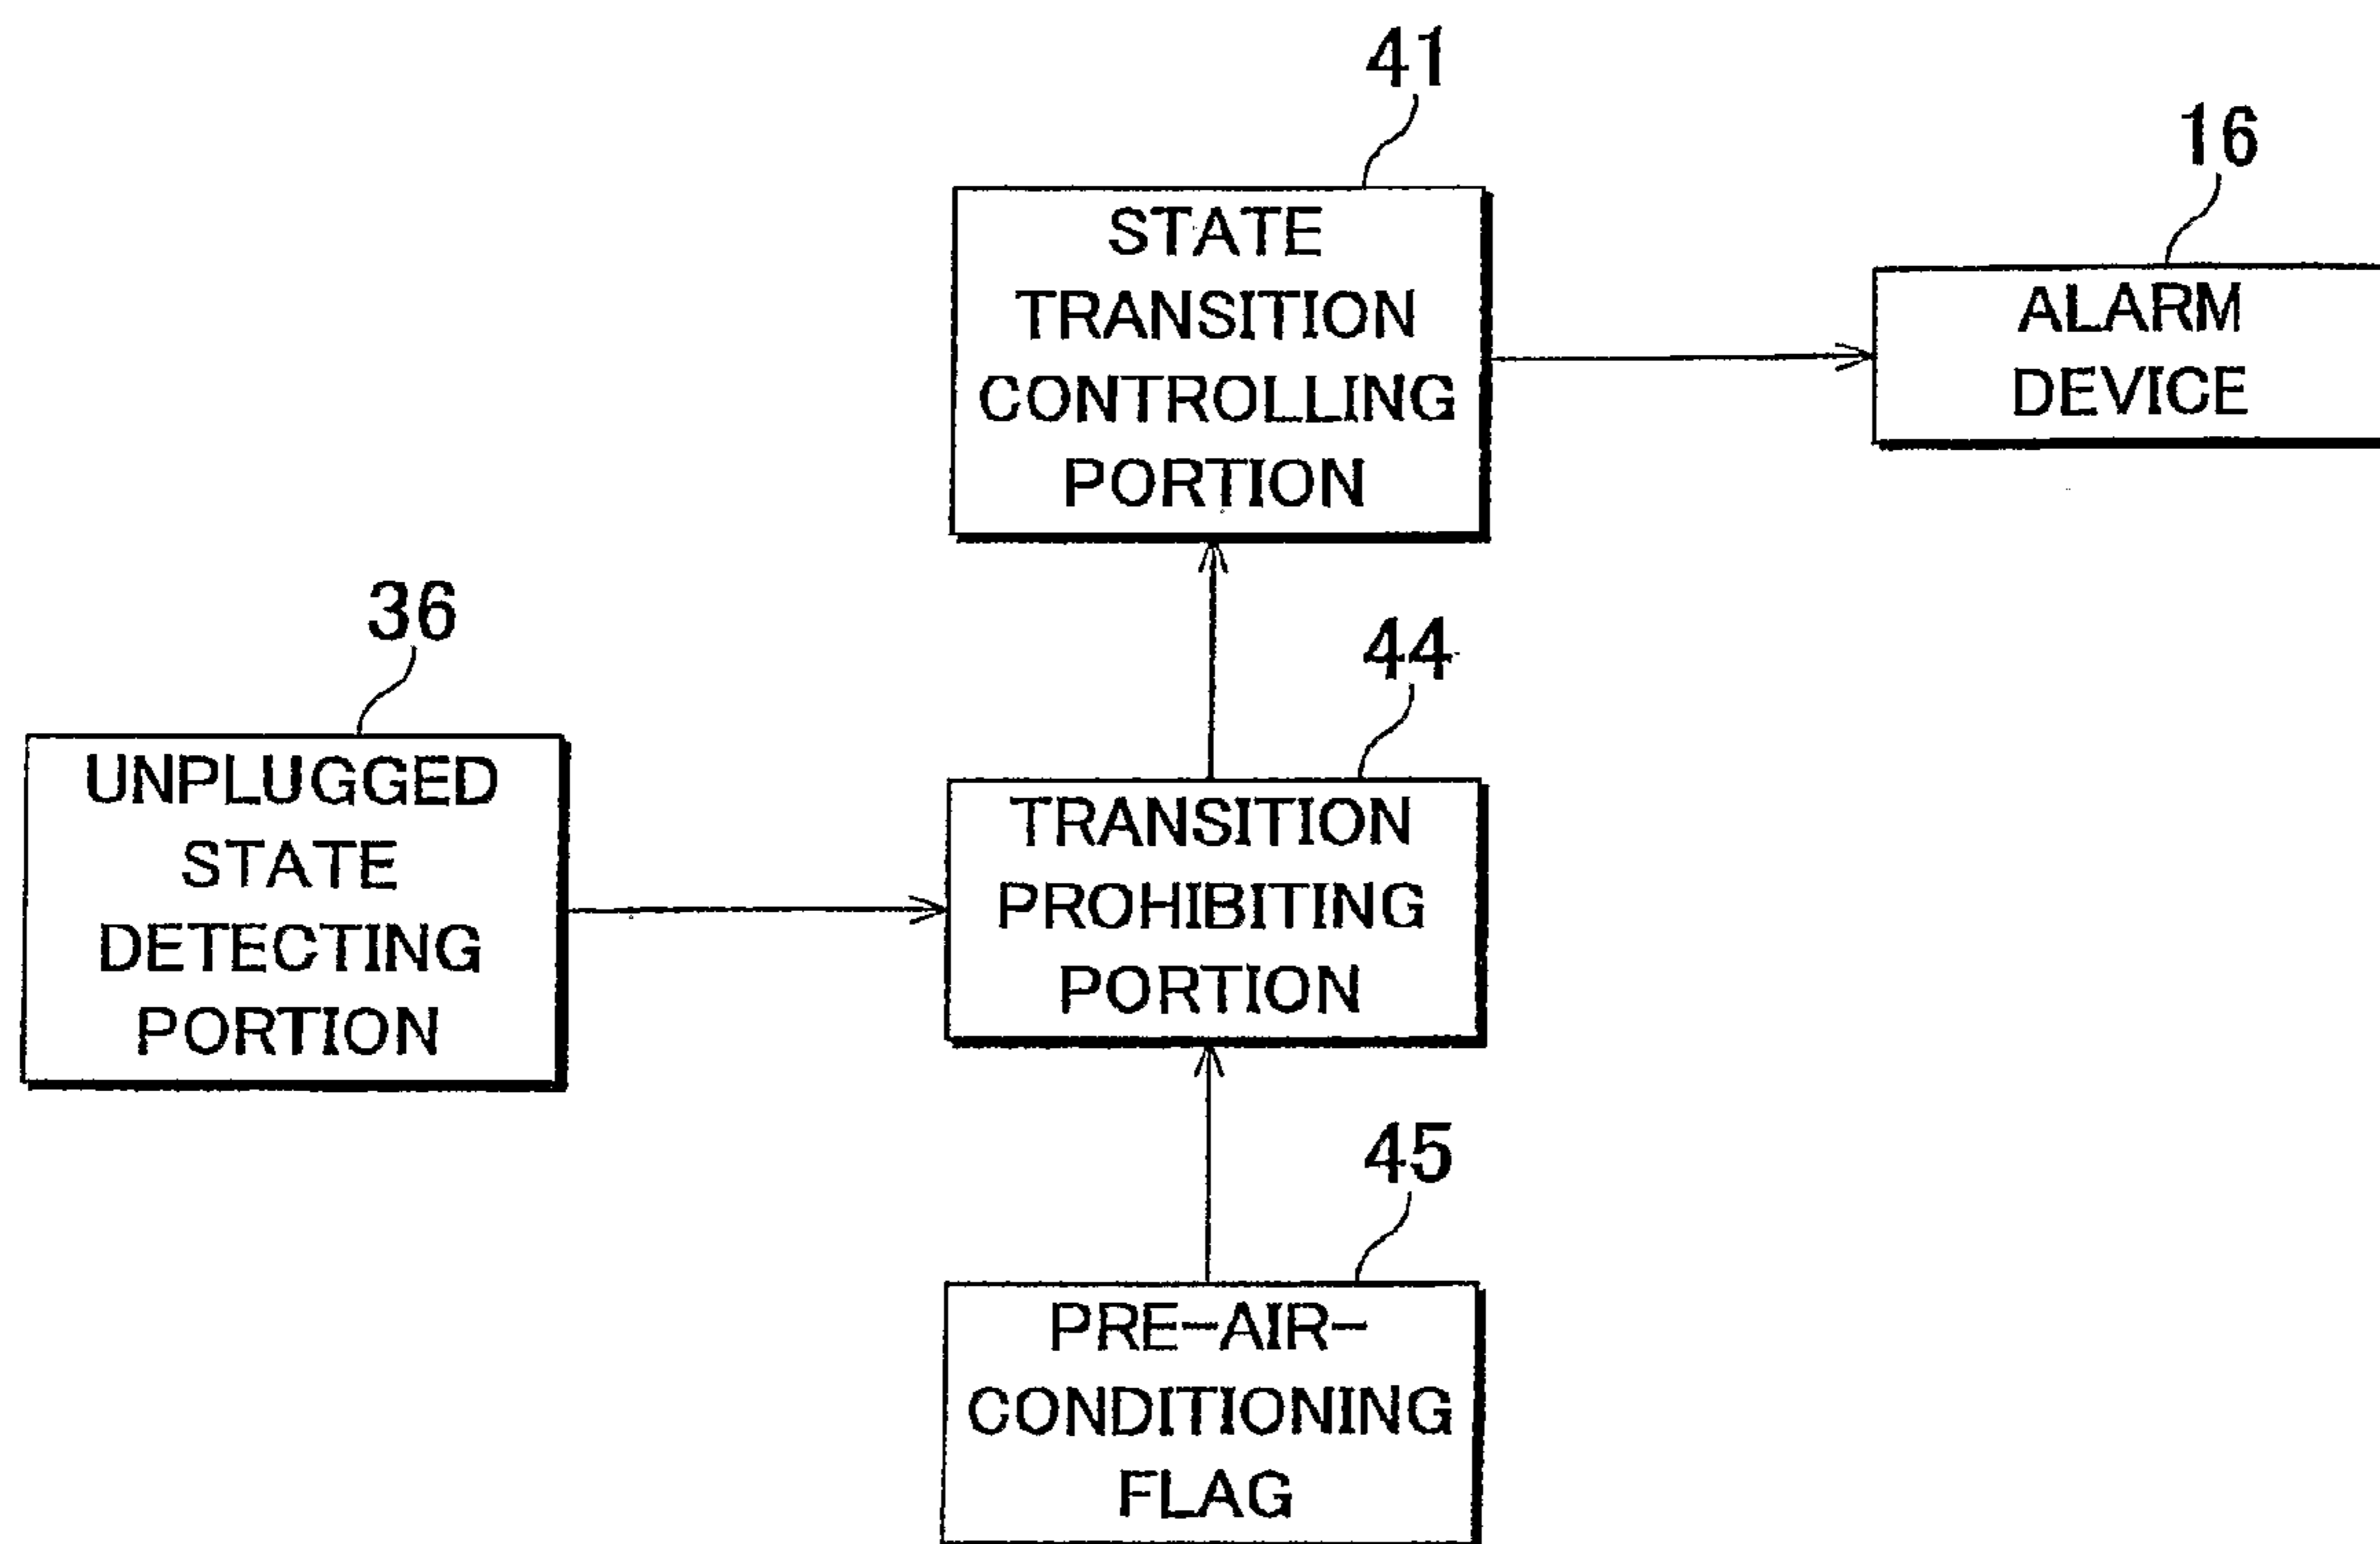 41
STATE
TRANSITION
CONTROLLING
PORTION
16
ALARM
DEVICE
36
UNPLUGGED
STATE
DETECTING
PORTION
44
TRANSITION
PROHIBITING
PORTION
45
PRE-AIR-
CONDITIONING
FLAG